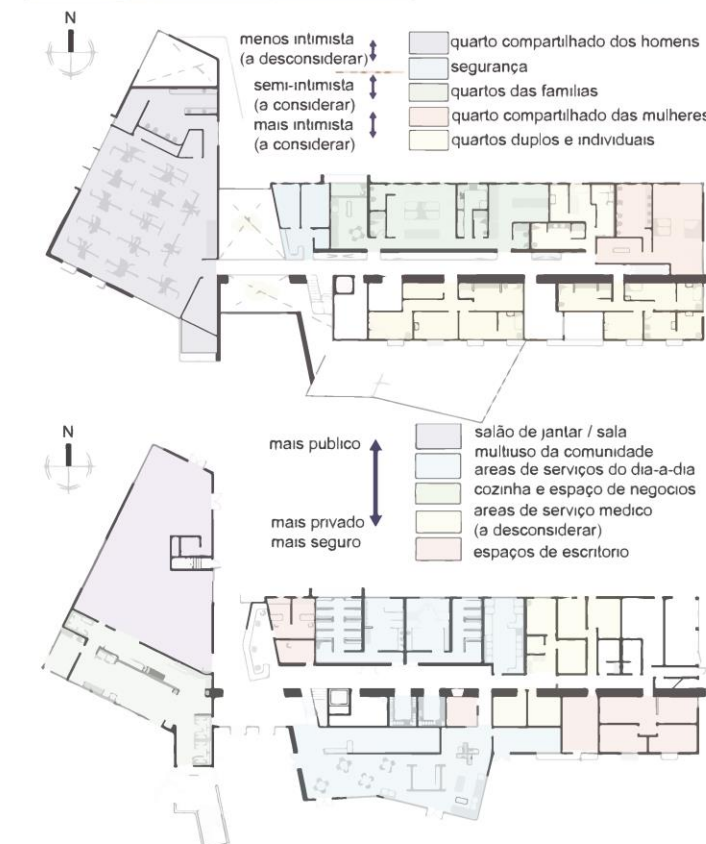 N
menos intimista
(a desconsiderar)
semi-intimista
(a considerar)
mais intimista
(a considerar)
quarto compartilhado dos homens
segurança
quartos das famílias
quarto compartilhado das mulheres
quartos duplos e individuais
N
mais publico
mais privado
mais seguro
salão de jantar / sala
multiuso da comunidade
areas de serviços do dia-a-dia
cozinha e espaço de negocios
areas de serviço medico
(a desconsiderar)
espaços de escritorio